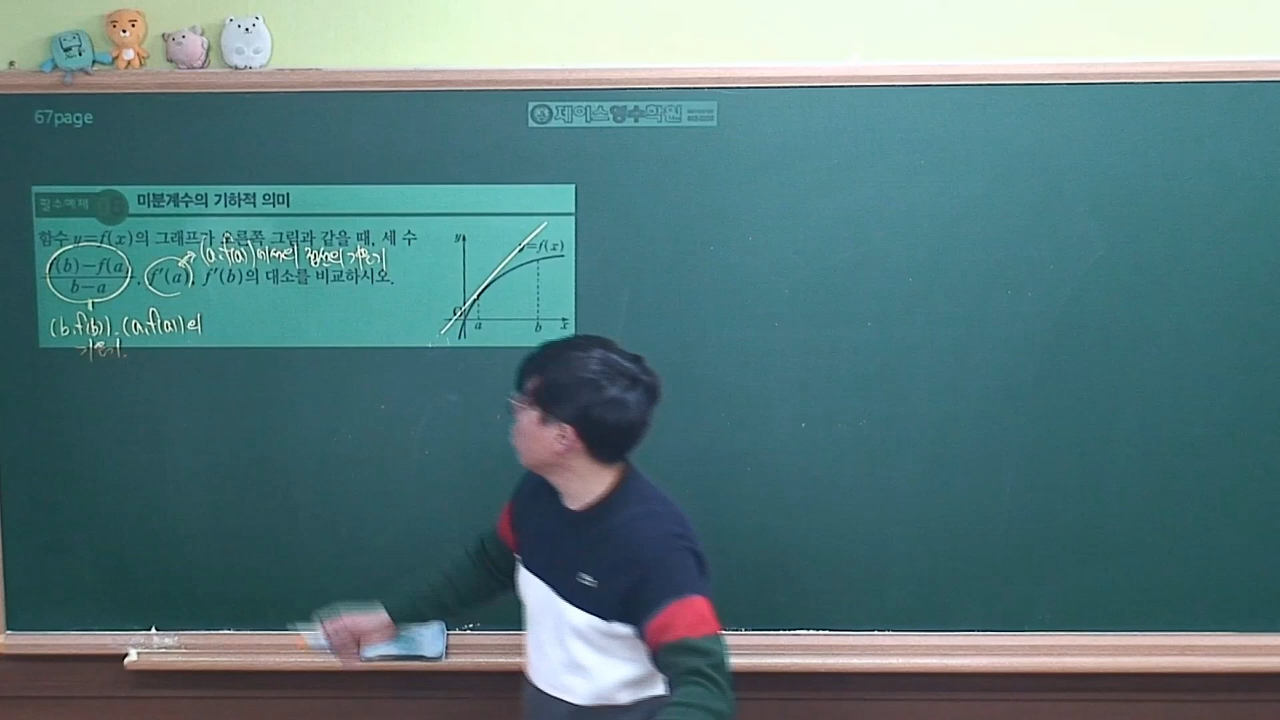 67page
제이스영수학원
필수예제
미분계수의 기하적 의미
함수 y=f(x)의 그래프가 오른쪽 그림과 같을 때, 세 수
f(b)-f(a
b-a
, f'(a), f'(b)의 대소를 비교하시오.
(a, f(a))에서의 접선의 기울기
(b, f(b)), (a, f(a))의
기울기.
y
y=f(x)
O
a
b
x